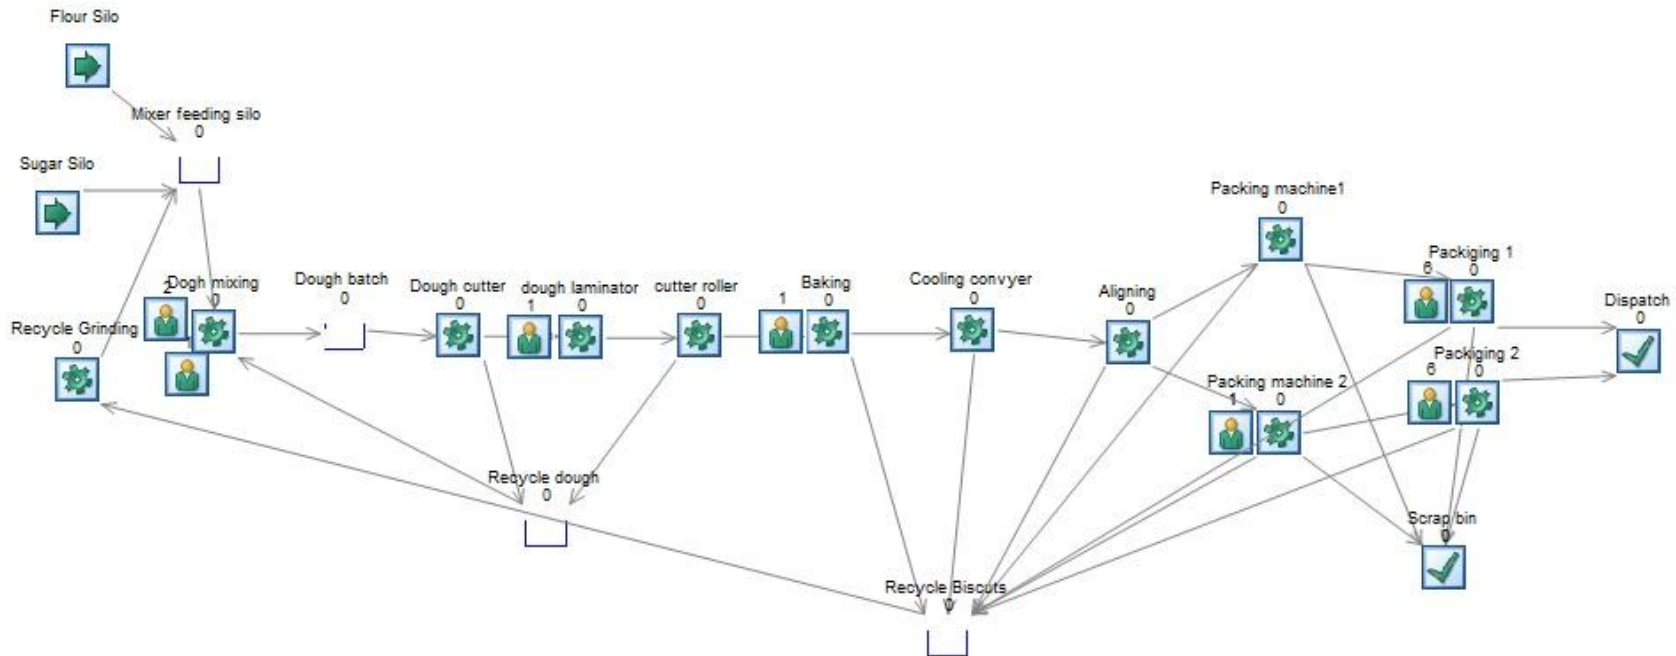 Flour Silo
Mixer feeding silo
0
Sugar Silo
Packing machine1
0
Packiging 1
6 0
Dogh mixing
2 0
1
Dough batch
0
Dough cutter
0
dough laminator
1 0
cutter roller
0
Baking
1 0
Cooling convyer
0
Aligning
0
Dispatch
0
Recycle Grinding
0
Packing machine 2
1 0
Packiging 2
6 0
Recycle dough
0
Scrap bin
0
Recycle Biscuts
0